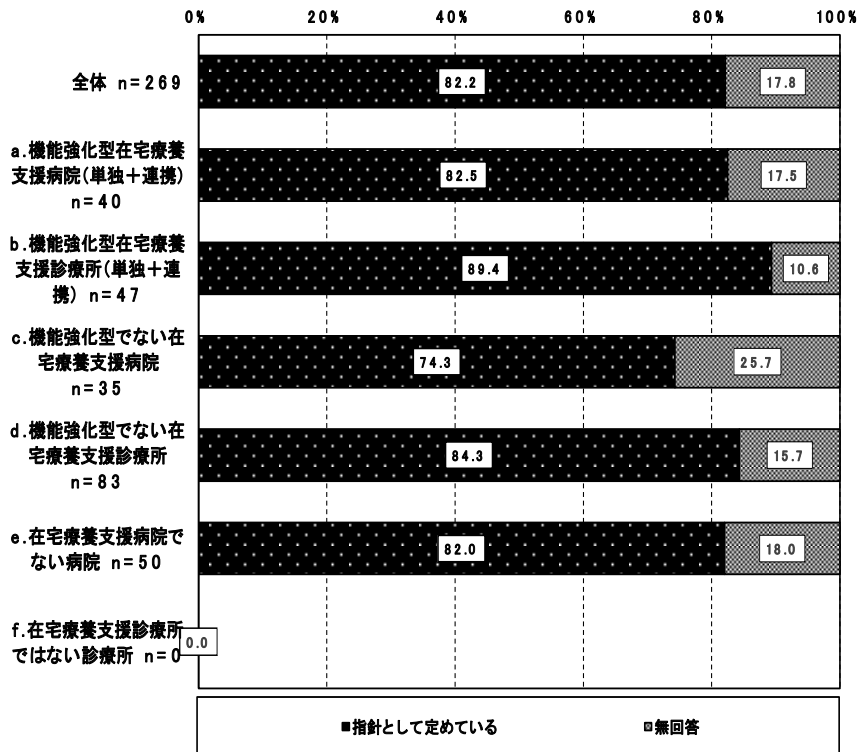 0% 20% 40% 60% 80% 100%
全体 n=269
82.2 17.8
a.機能強化型在宅療養
支援病院(単独＋連携)
n=40
82.5 17.5
b.機能強化型在宅療養
支援診療所(単独＋連
携) n=47
89.4 10.6
c.機能強化型でない在
宅療養支援病院
n=35
74.3 25.7
d.機能強化型でない在
宅療養支援診療所
n=83
84.3 15.7
e.在宅療養支援病院で
ない病院 n=50
82.0 18.0
f.在宅療養支援診療所
ではない診療所 n=0
0.0
指針として定めている 無回答